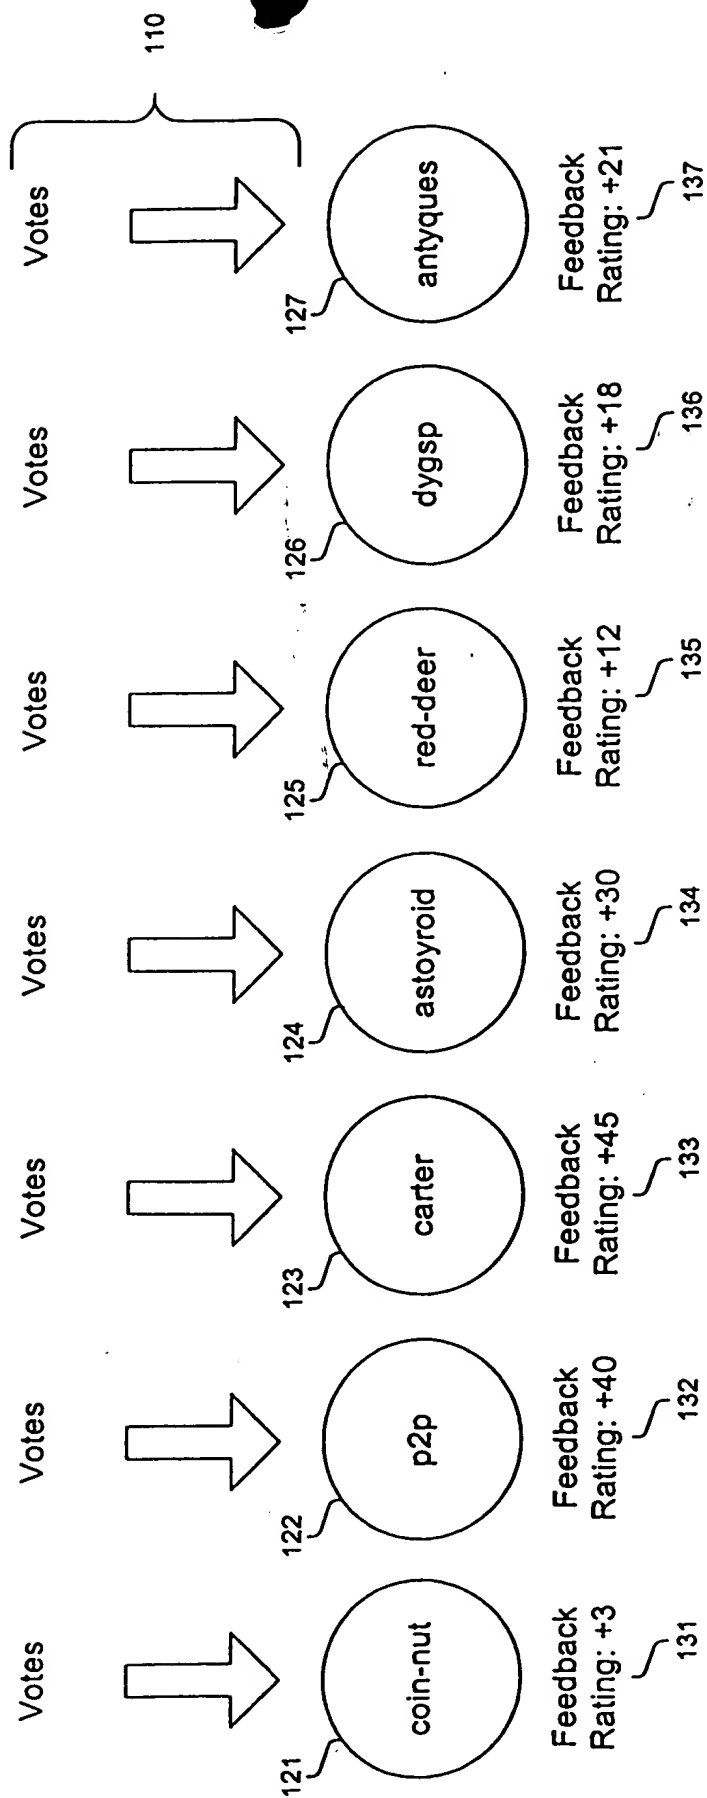 110
Votes
Votes
Votes
Votes
Votes
Votes
Votes
121
122
123
124
125
126
127
coin-nut
p2p
carter
astoyroid
red-deer
dygsp
antyques
Feedback
Rating: +3
Feedback
Rating: +40
Feedback
Rating: +45
Feedback
Rating: +30
Feedback
Rating: +12
Feedback
Rating: +18
Feedback
Rating: +21
131
132
133
134
135
136
137